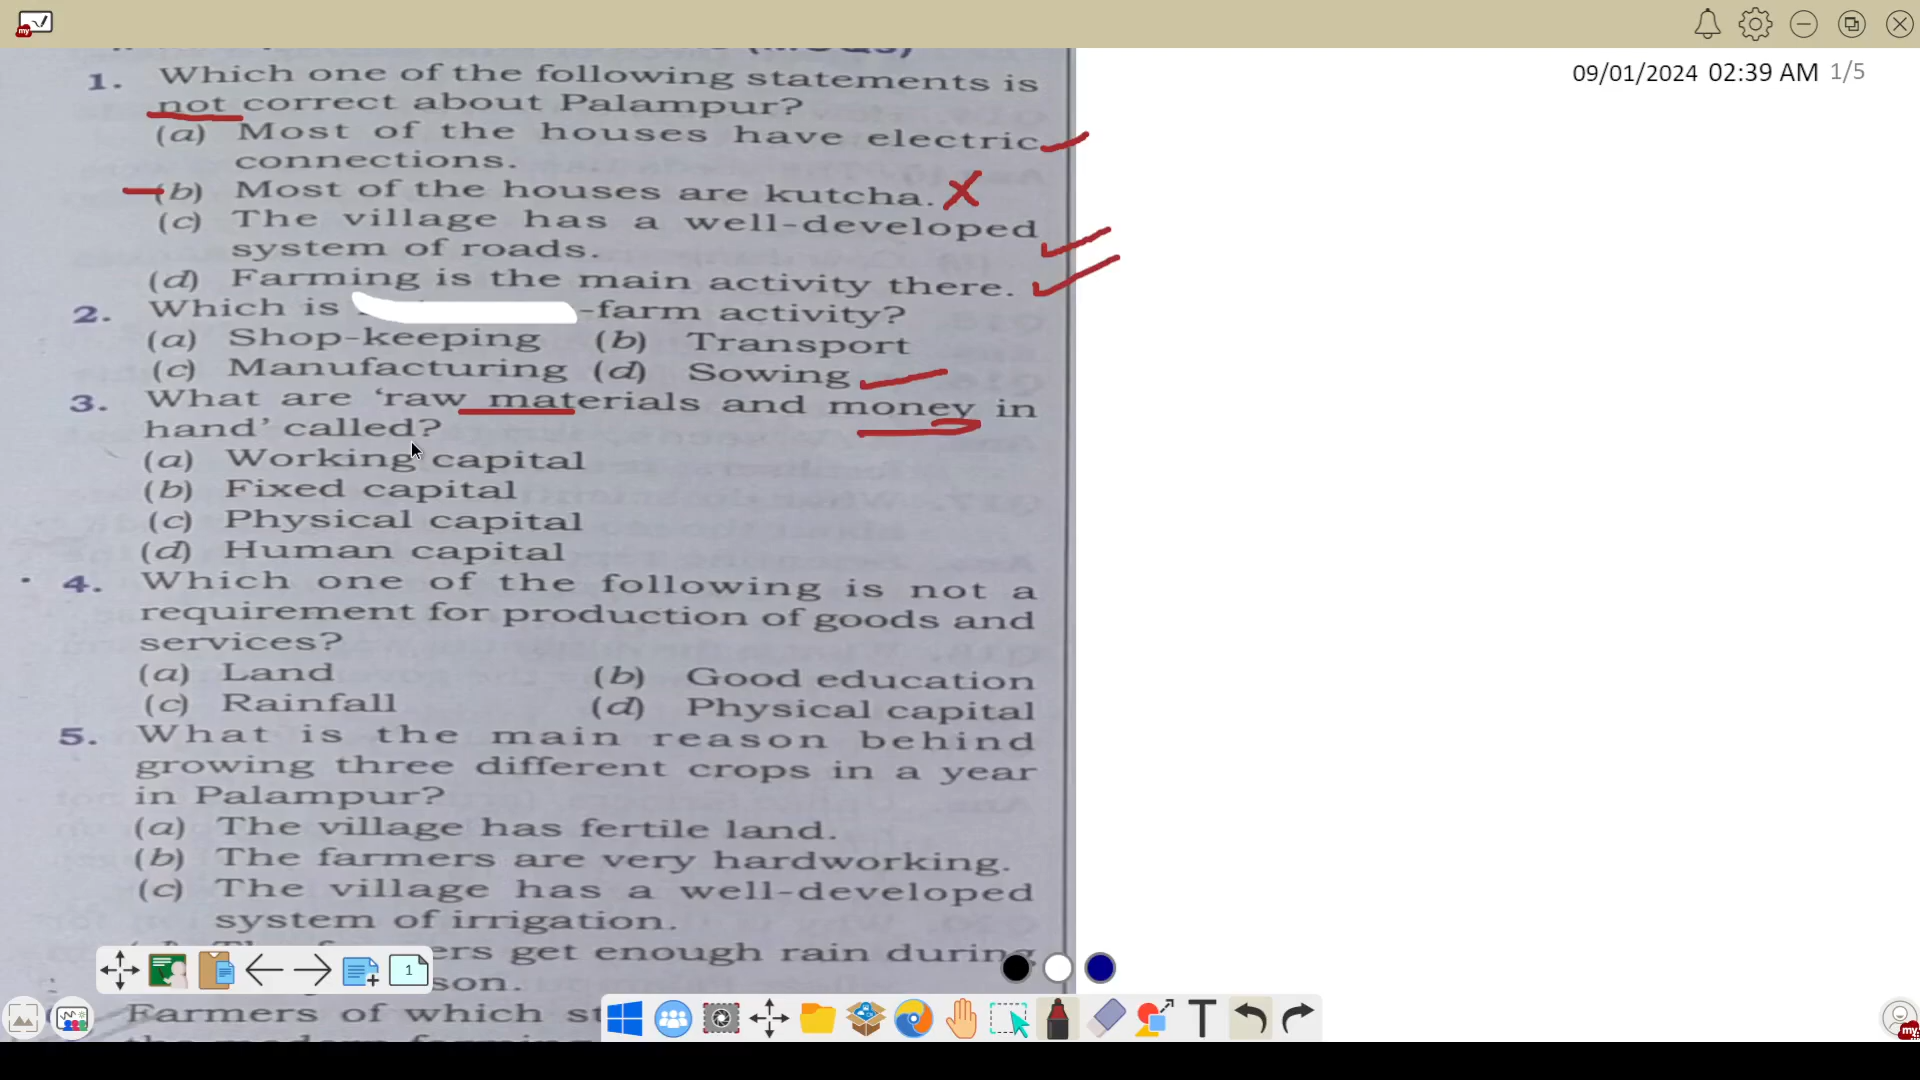 my
09/01/2024 02:39 AM 1/5
(MCQs)
1. Which one of the following statements is
not correct about Palampur?
(a) Most of the houses have electric
connections.
(b) Most of the houses are kutcha.
(c) The village has a well-developed
system of roads.
(d) Farming is the main activity there.
2. Which is -farm activity?
(a) Shop-keeping (b) Transport
(c) Manufacturing (d) Sowing
3. What are ‘raw materials and money in
hand’ called?
(a) Working capital
(b) Fixed capital
(c) Physical capital
(d) Human capital
4. Which one of the following is not a
requirement for production of goods and
services?
(a) Land (b) Good education
(c) Rainfall (d) Physical capital
5. What is the main reason behind
growing three different crops in a year
in Palampur?
(a) The village has fertile land.
(b) The farmers are very hardworking.
(c) The village has a well-developed
system of irrigation.
get enough rain during
Farmers of which
1
T
my